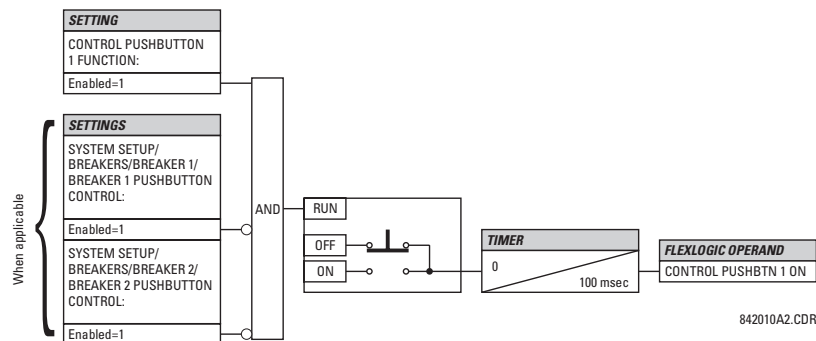 SETTING
CONTROL PUSHBUTTON
1 FUNCTION:
Enabled=1
When applicable
SETTINGS
SYSTEM SETUP/
BREAKERS/BREAKER 1/
BREAKER 1 PUSHBUTTON
CONTROL:
Enabled=1
SYSTEM SETUP/
BREAKERS/BREAKER 2/
BREAKER 2 PUSHBUTTON
CONTROL:
Enabled=1
AND
RUN
OFF
ON
TIMER
0
100 msec
FLEXLOGIC OPERAND
CONTROL PUSHBTN 1 ON
842010A2.CDR